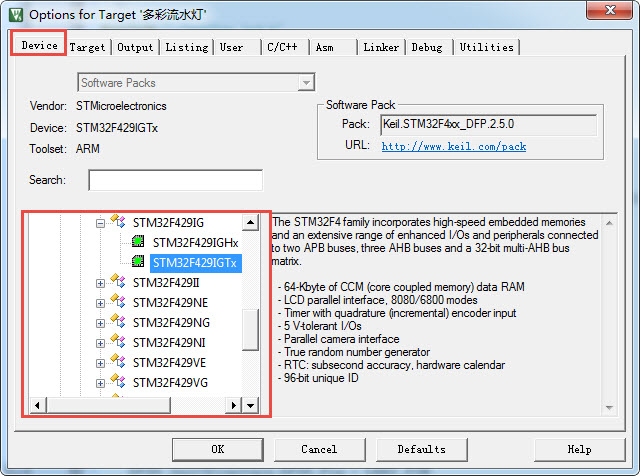 Options for Target '多彩流水灯'
Device Target Output Listing User C/C++ Asm Linker Debug Utilities
Software Packs
Vendor: STMicroelectronics
Device: STM32F429IGTx
Toolset: ARM
Software Pack
Pack: Keil.STM32F4xx_DFP.2.5.0
URL: http://www.keil.com/pack
Search:
STM32F429IG
STM32F429IGHx
STM32F429IGTx
STM32F429II
STM32F429NE
STM32F429NG
STM32F429NI
STM32F429VE
STM32F429VG
The STM32F4 family incorporates high-speed embedded memories
and an extensive range of enhanced I/Os and peripherals connected
to two APB buses, three AHB buses and a 32-bit multi-AHB bus
matrix.
- 64-Kbyte of CCM (core coupled memory) data RAM
- LCD parallel interface, 8080/6800 modes
- Timer with quadrature (incremental) encoder input
- 5 V-tolerant I/Os
- Parallel camera interface
- True random number generator
- RTC: subsecond accuracy, hardware calendar
- 96-bit unique ID
OK Cancel Defaults Help